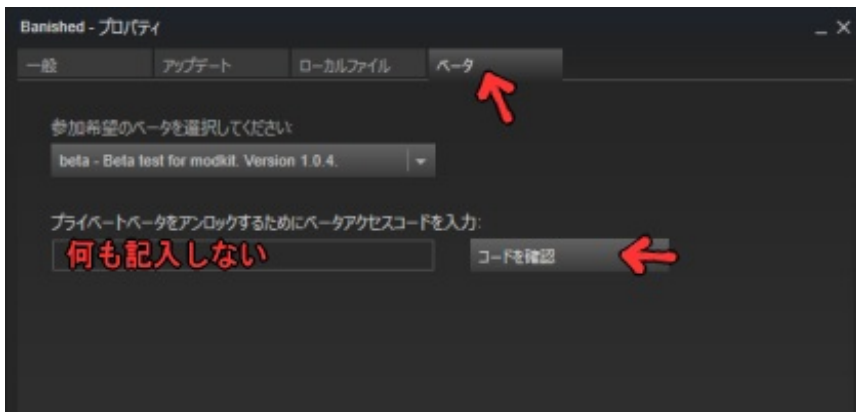 Banished - プロパティ
一般 アップデート ローカルファイル ベータ
参加希望のベータを選択してください:
beta - Beta test for modkit. Version 1.0.4.
プライベートベータをアンロックするためにベータアクセスコードを入力:
何も記入しない コードを確認